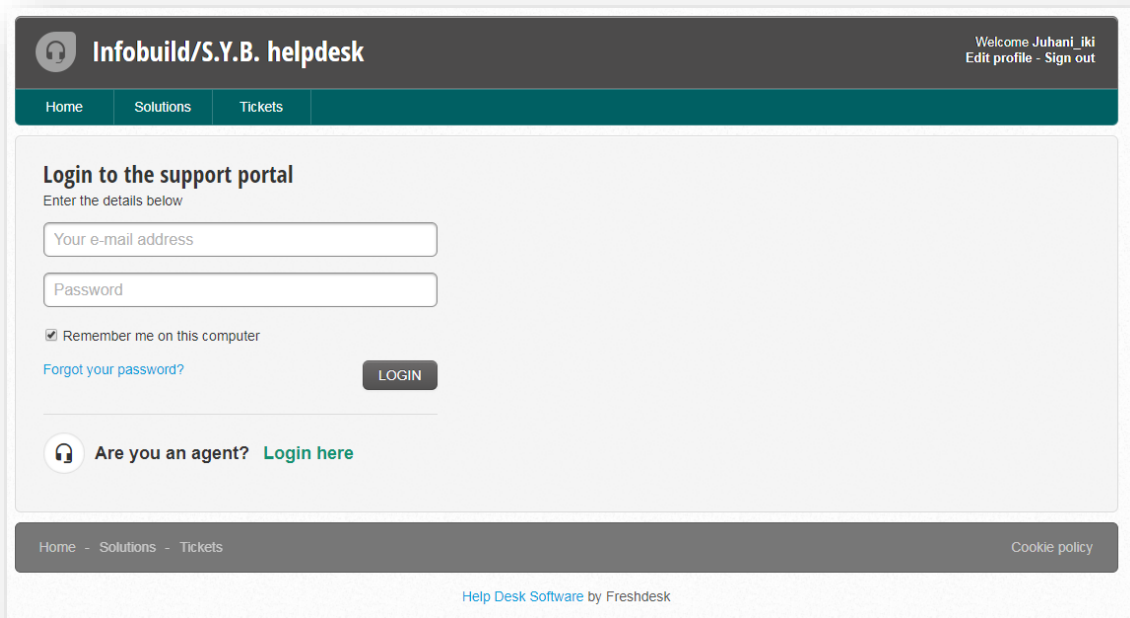 Infobuild/S.Y.B. helpdesk
Welcome Juhani_iki
Edit profile - Sign out
Home Solutions Tickets
Login to the support portal
Enter the details below
Your e-mail address
Password
Remember me on this computer
Forgot your password?
LOGIN
Are you an agent? Login here
Home - Solutions - Tickets
Cookie policy
Help Desk Software by Freshdesk